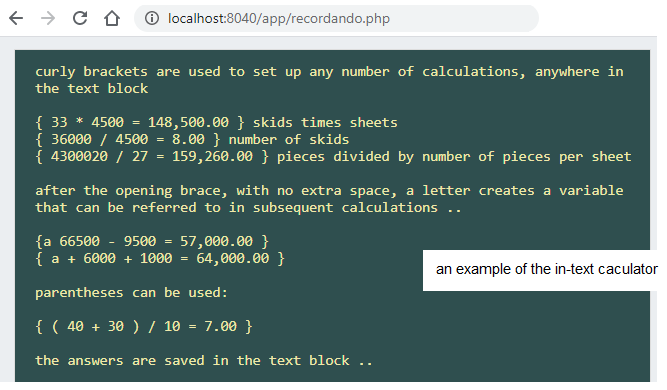 localhost:8040/app/recordando.php
curly brackets are used to set up any number of calculations, anywhere in
the text block
{ 33 * 4500 = 148,500.00 } skids times sheets
{ 36000 / 4500 = 8.00 } number of skids
{ 4300020 / 27 = 159,260.00 } pieces divided by number of pieces per sheet
after the opening brace, with no extra space, a letter creates a variable
that can be referred to in subsequent calculations ..
{a 66500 - 9500 = 57,000.00 }
{ a + 6000 + 1000 = 64,000.00 }
an example of the in-text caculator
parentheses can be used:
{ ( 40 + 30 ) / 10 = 7.00 }
the answers are saved in the text block ..